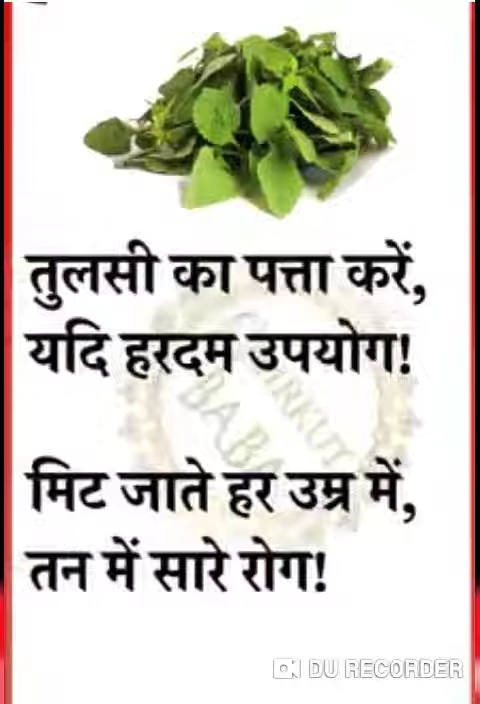 तुलसी का पत्ता करें,
यदि हरदम उपयोग!
मिट जाते हर उम्र में,
तन में सारे रोग!
DU RECORDER